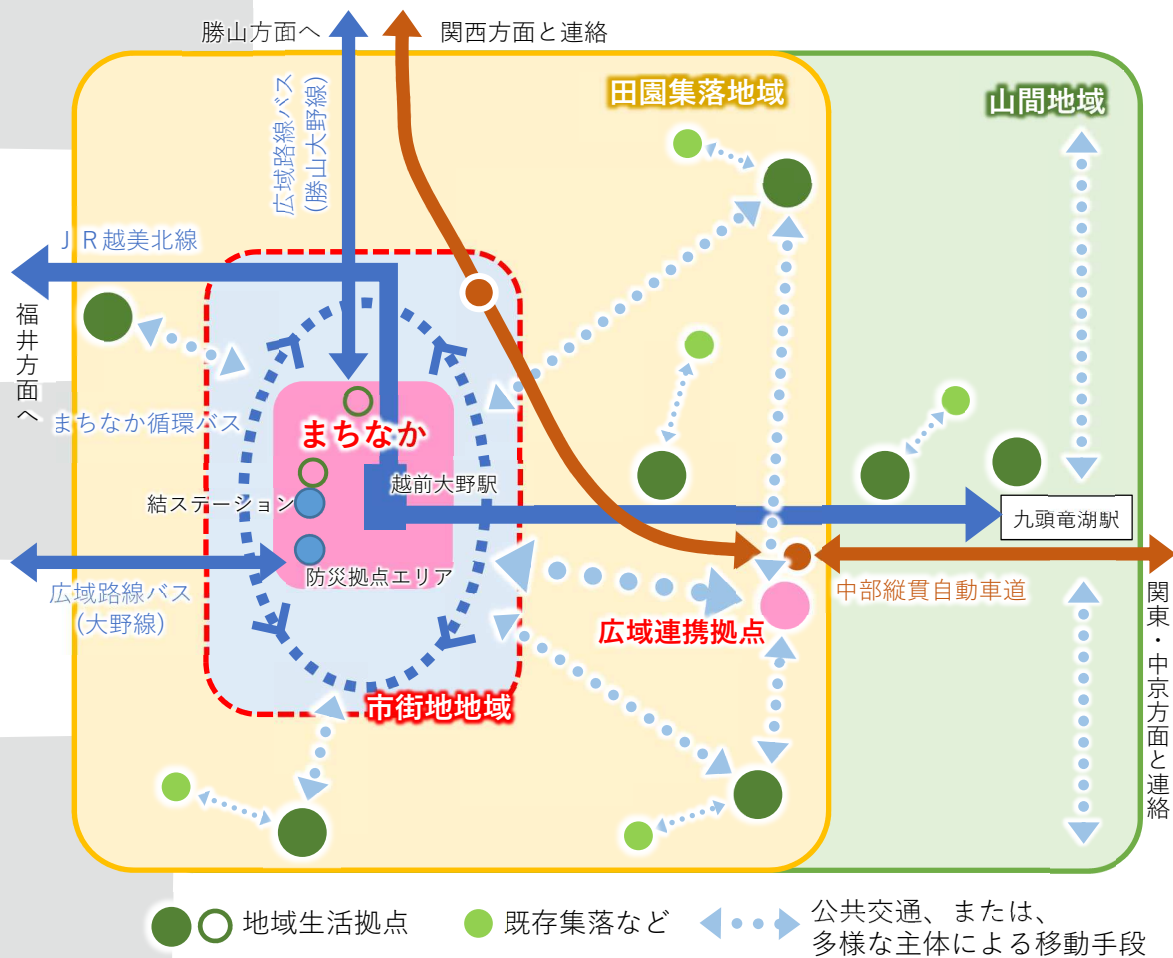 勝山方面へ
関西方面と連絡
田園集落地域
山間地域
広域路線バス
(勝山大野線)
ＪＲ越美北線
福井方面へ
まちなか循環バス
まちなか
越前大野駅
結ステーション
九頭竜湖駅
防災拠点エリア
広域路線バス
(大野線)
中部縦貫自動車道
広域連携拠点
関東・中京方面と連絡
市街地地域
地域生活拠点
既存集落など
公共交通、または、
多様な主体による移動手段